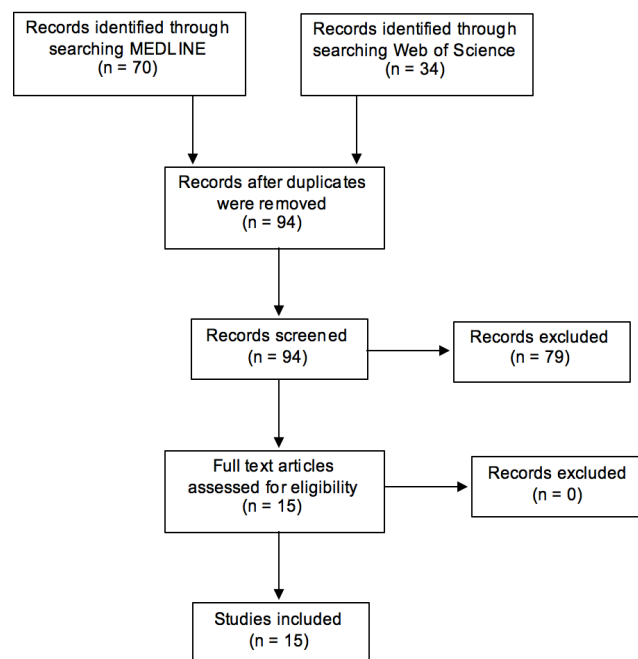 Records identified through
searching MEDLINE
(n = 70)
Records identified through
searching Web of Science
(n = 34)
Records after duplicates
were removed
(n = 94)
Records screened
(n = 94)
Records excluded
(n = 79)
Full text articles
assessed for eligibility
(n = 15)
Records excluded
(n = 0)
Studies included
(n = 15)